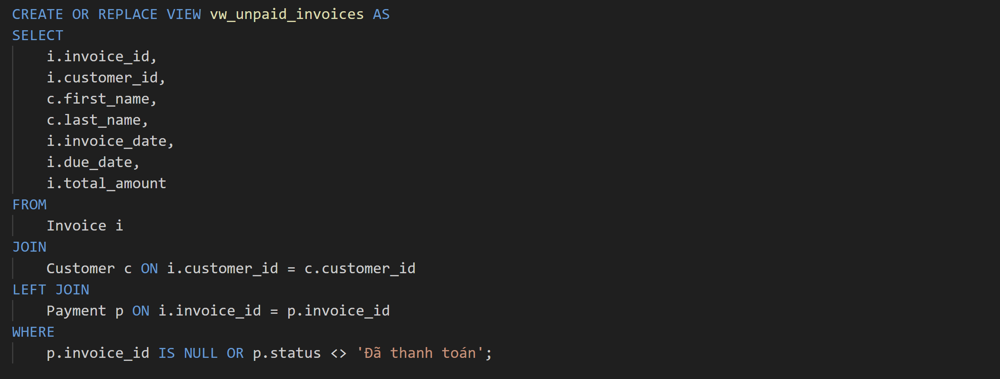 CREATE OR REPLACE VIEW vw_unpaid_invoices AS
SELECT
i.invoice_id,
i.customer_id,
c.first_name,
c.last_name,
i.invoice_date,
i.due_date,
i.total_amount
FROM
Invoice i
JOIN
Customer c ON i.customer_id = c.customer_id
LEFT JOIN
Payment p ON i.invoice_id = p.invoice_id
WHERE
p.invoice_id IS NULL OR p.status <> 'Đã thanh toán';